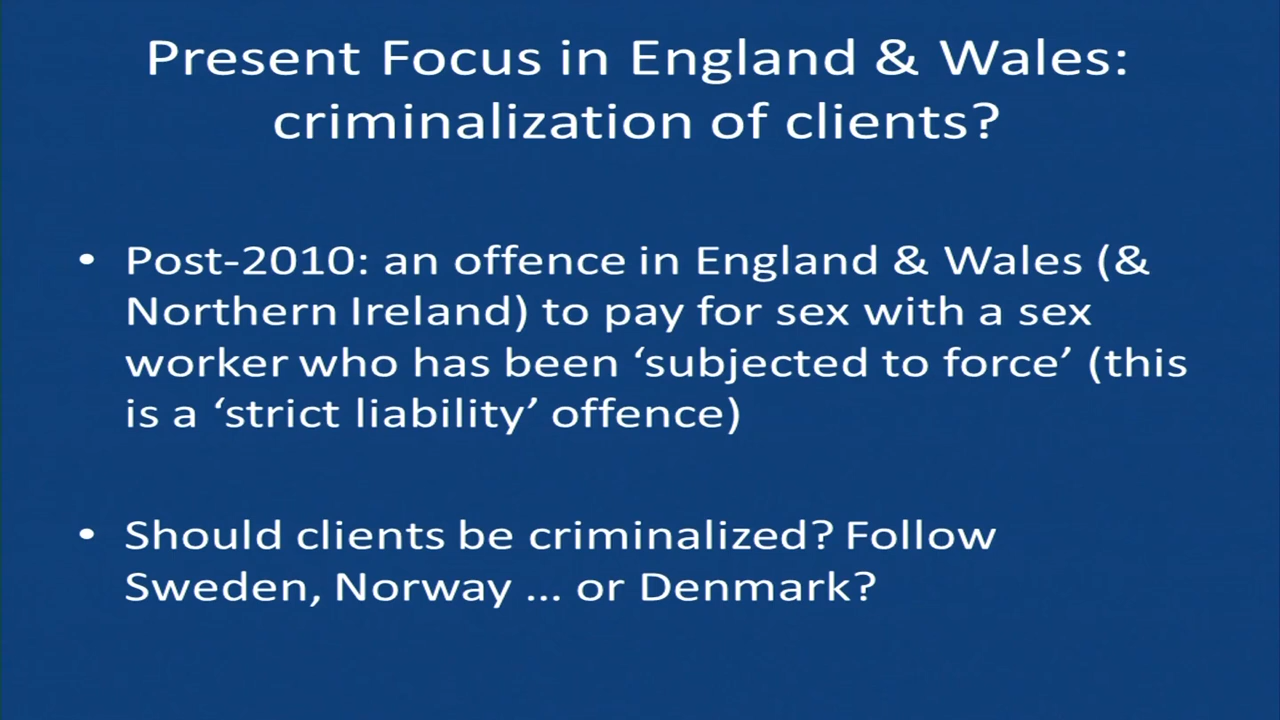 Present Focus in England & Wales:
criminalization of clients?
• Post-2010: an offence in England & Wales (&
Northern Ireland) to pay for sex with a sex
worker who has been ‘subjected to force’ (this
is a ‘strict liability’ offence)
• Should clients be criminalized? Follow
Sweden, Norway ... or Denmark?